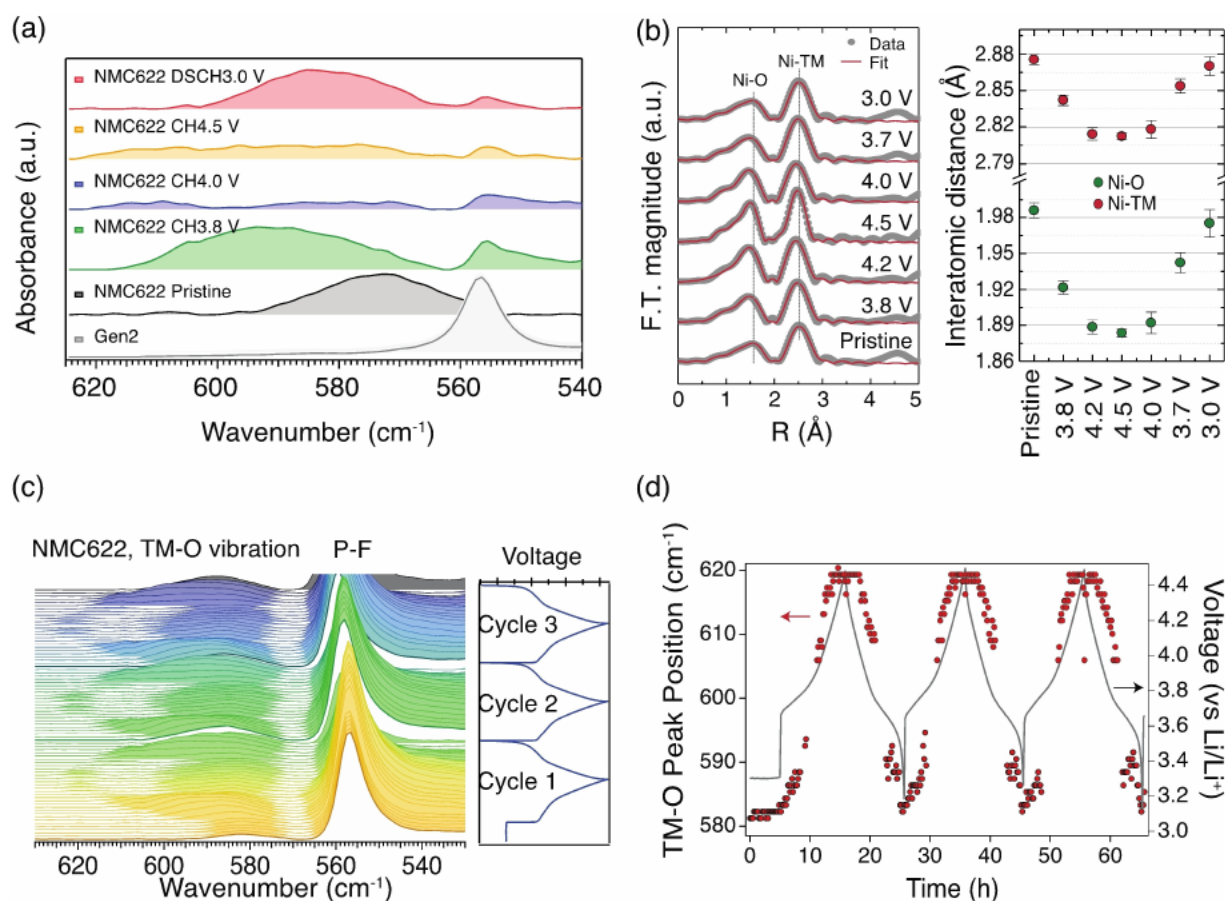 (a)
NMC622 DSCH3.0 V
NMC622 CH4.5 V
NMC622 CH4.0 V
NMC622 CH3.8 V
NMC622 Pristine
Gen2
Absorbance (a.u.)
620 600 580 560 540
Wavenumber (cm⁻¹)
(b)
Data
Fit
Ni-O
Ni-TM
3.0 V
3.7 V
4.0 V
4.5 V
4.2 V
3.8 V
Pristine
F.T. magnitude (a.u.)
0 1 2 3 4 5
R (Å)
Interatomic distance (Å)
2.88
2.85
2.82
2.79
1.98
1.95
1.92
1.89
1.86
Ni-O
Ni-TM
Pristine
3.8 V
4.2 V
4.5 V
4.0 V
3.7 V
3.0 V
(c)
NMC622, TM-O vibration
P-F
Voltage
Cycle 3
Cycle 2
Cycle 1
620 600 580 560 540
Wavenumber (cm⁻¹)
(d)
TM-O Peak Position (cm⁻¹)
620
610
600
590
580
Voltage (vs Li/Li⁺)
4.4
4.2
4.0
3.8
3.6
3.4
3.2
3.0
0 10 20 30 40 50 60
Time (h)